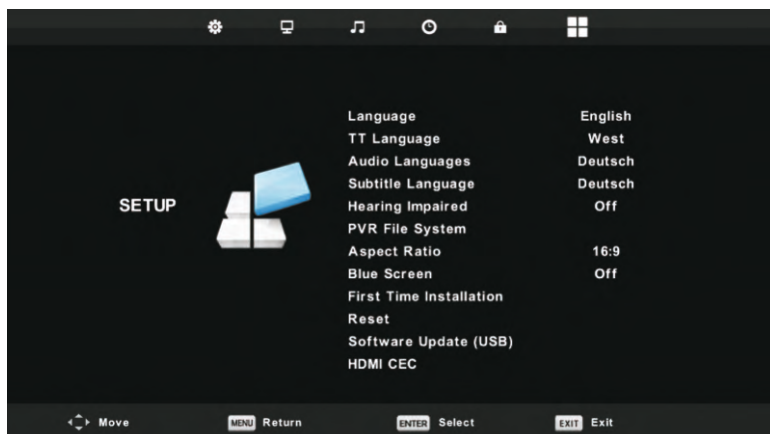 SETUP
Language English
TT Language West
Audio Languages Deutsch
Subtitle Language Deutsch
Hearing Impaired Off
PVR File System
Aspect Ratio 16:9
Blue Screen Off
First Time Installation
Reset
Software Update (USB)
HDMI CEC
Move MENU Return ENTER Select EXIT Exit